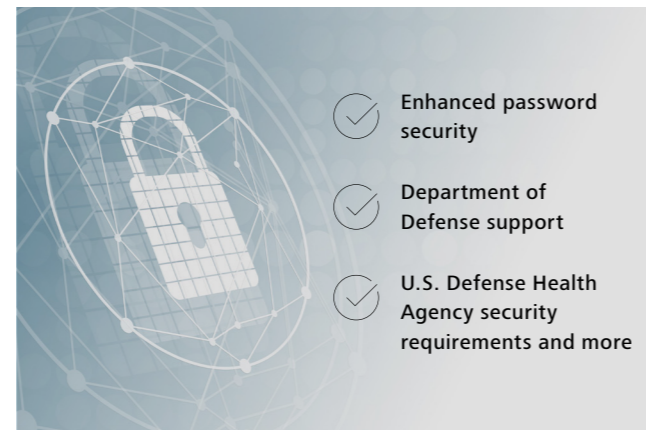 Enhanced password
security
Department of
Defense support
U.S. Defense Health
Agency security
requirements and more